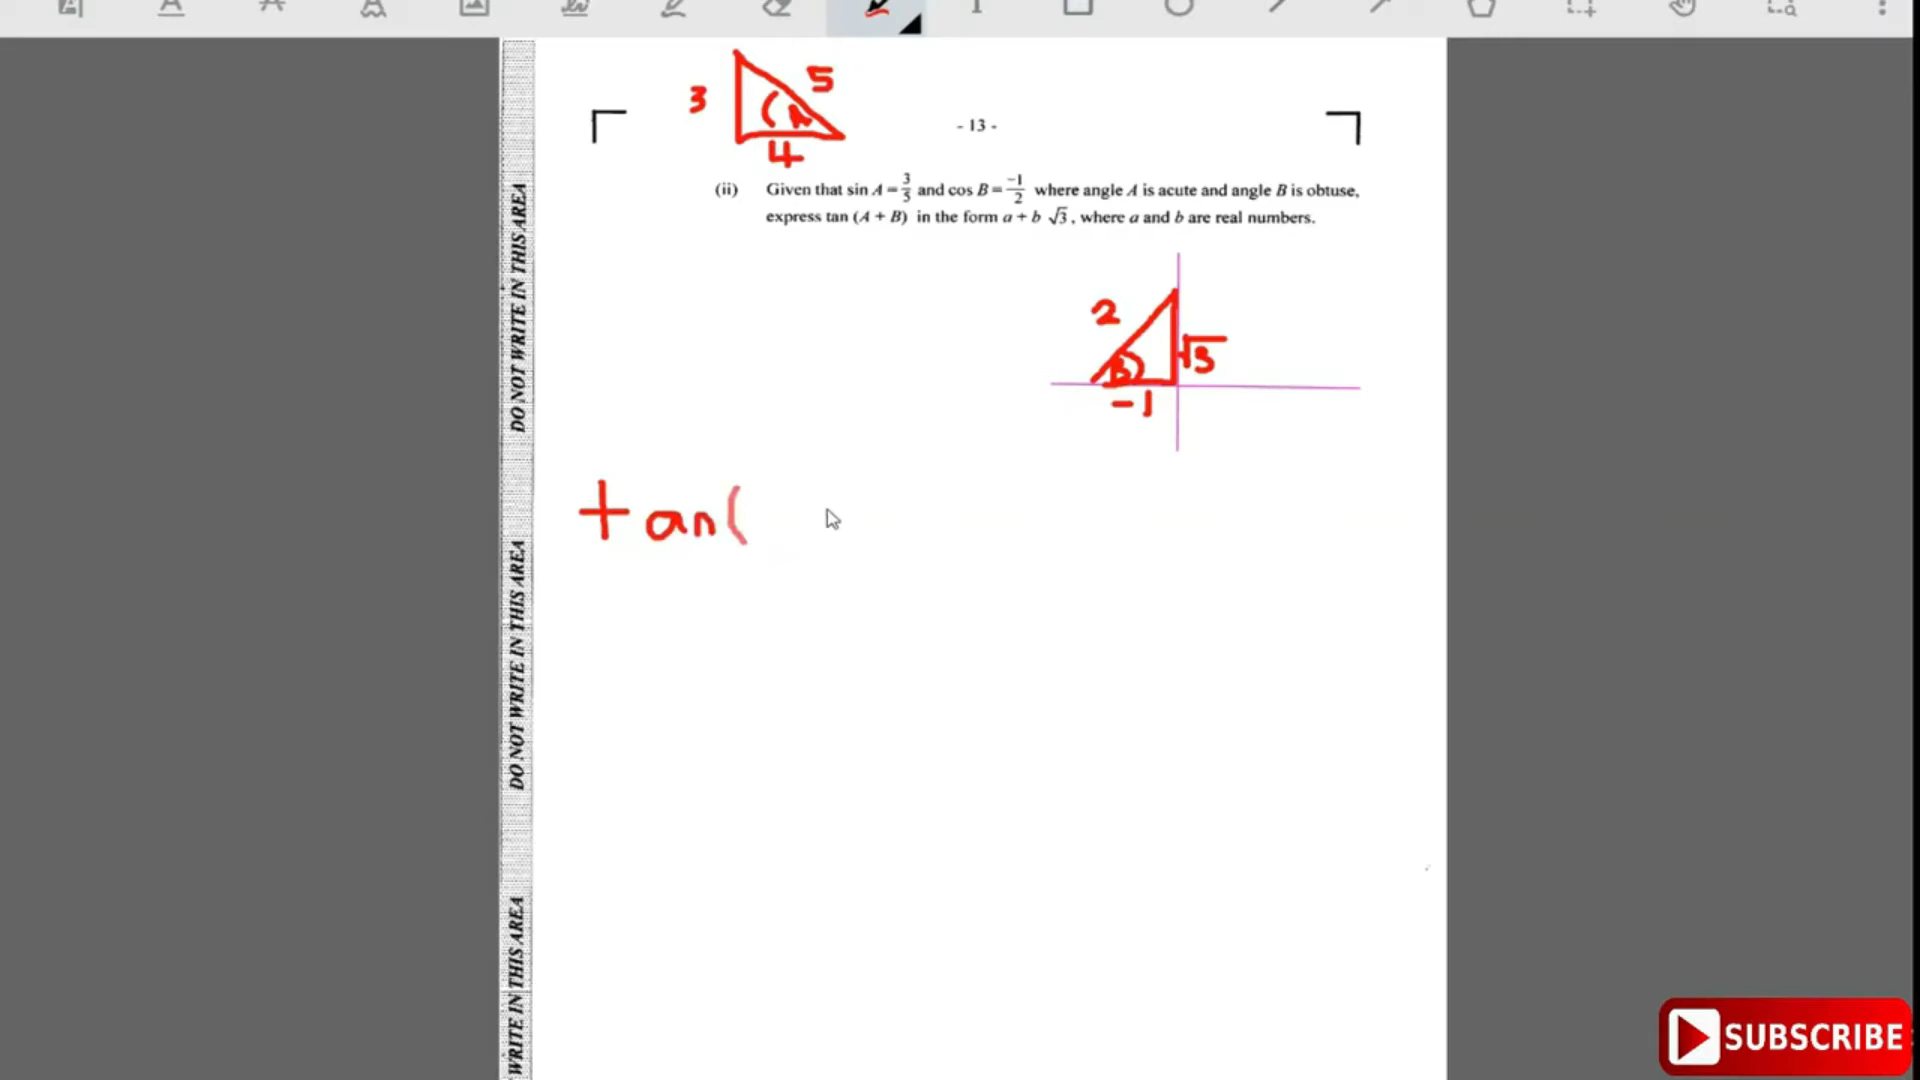 3
5
A
4
- 13 -
(ii) Given that sin A = 3/5 and cos B = -1/2 where angle A is acute and angle B is obtuse,
express tan (A + B) in the form a + b √3, where a and b are real numbers.
2
√3
B
-1
tan(
DO NOT WRITE IN THIS AREA
DO NOT WRITE IN THIS AREA
WRITE IN THIS AREA
SUBSCRIBE